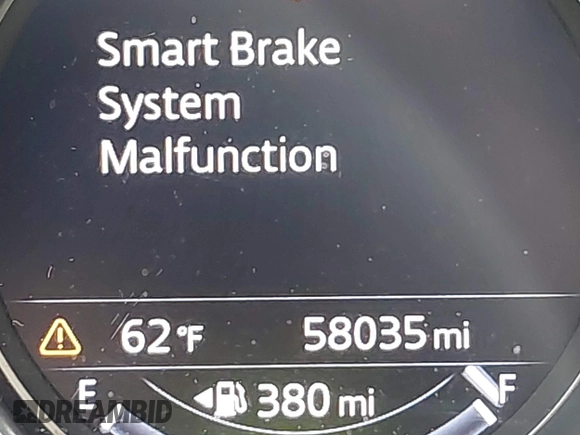 Smart Brake
System
Malfunction
62°F 58035 mi
E 380 mi F
DREAMBID